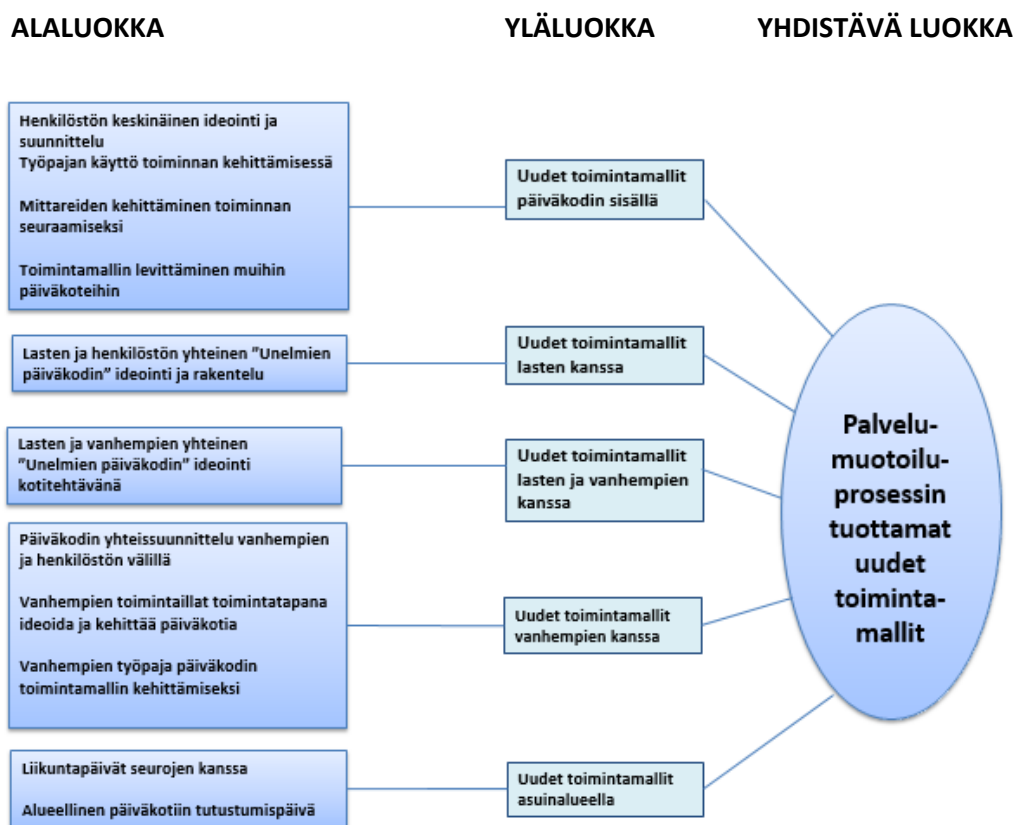 ALALUOKKA
YLÄLUOKKA
YHDISTÄVÄ LUOKKA
Henkilöstön keskinäinen ideointi ja
suunnittelu
Työpajan käyttö toiminnan kehittämisessä
Mittareiden kehittäminen toiminnan
seuraamiseksi
Toimintamallin levittäminen muihin
päiväkoteihin
Uudet toimintamallit
päiväkodin sisällä
Lasten ja henkilöstön yhteinen ”Unelmien
päiväkodin” ideointi ja rakentelu
Uudet toimintamallit
lasten kanssa
Lasten ja vanhempien yhteinen
”Unelmien päiväkodin” ideointi
kotitehtävänä
Uudet toimintamallit
lasten ja vanhempien
kanssa
Päiväkodin yhteissuunnittelu vanhempien
ja henkilöstön välillä
Vanhempien toimintaillat toimintatapana
ideoida ja kehittää päiväkotia
Vanhempien työpaja päiväkodin
toimintamallin kehittämiseksi
Uudet toimintamallit
vanhempien kanssa
Liikuntapäivät seurojen kanssa
Alueellinen päiväkotiin tutustumispäivä
Uudet toimintamallit
asuinalueella
Palvelu-
muotoilu-
prosessin
tuottamat
uudet
toiminta-
mallit